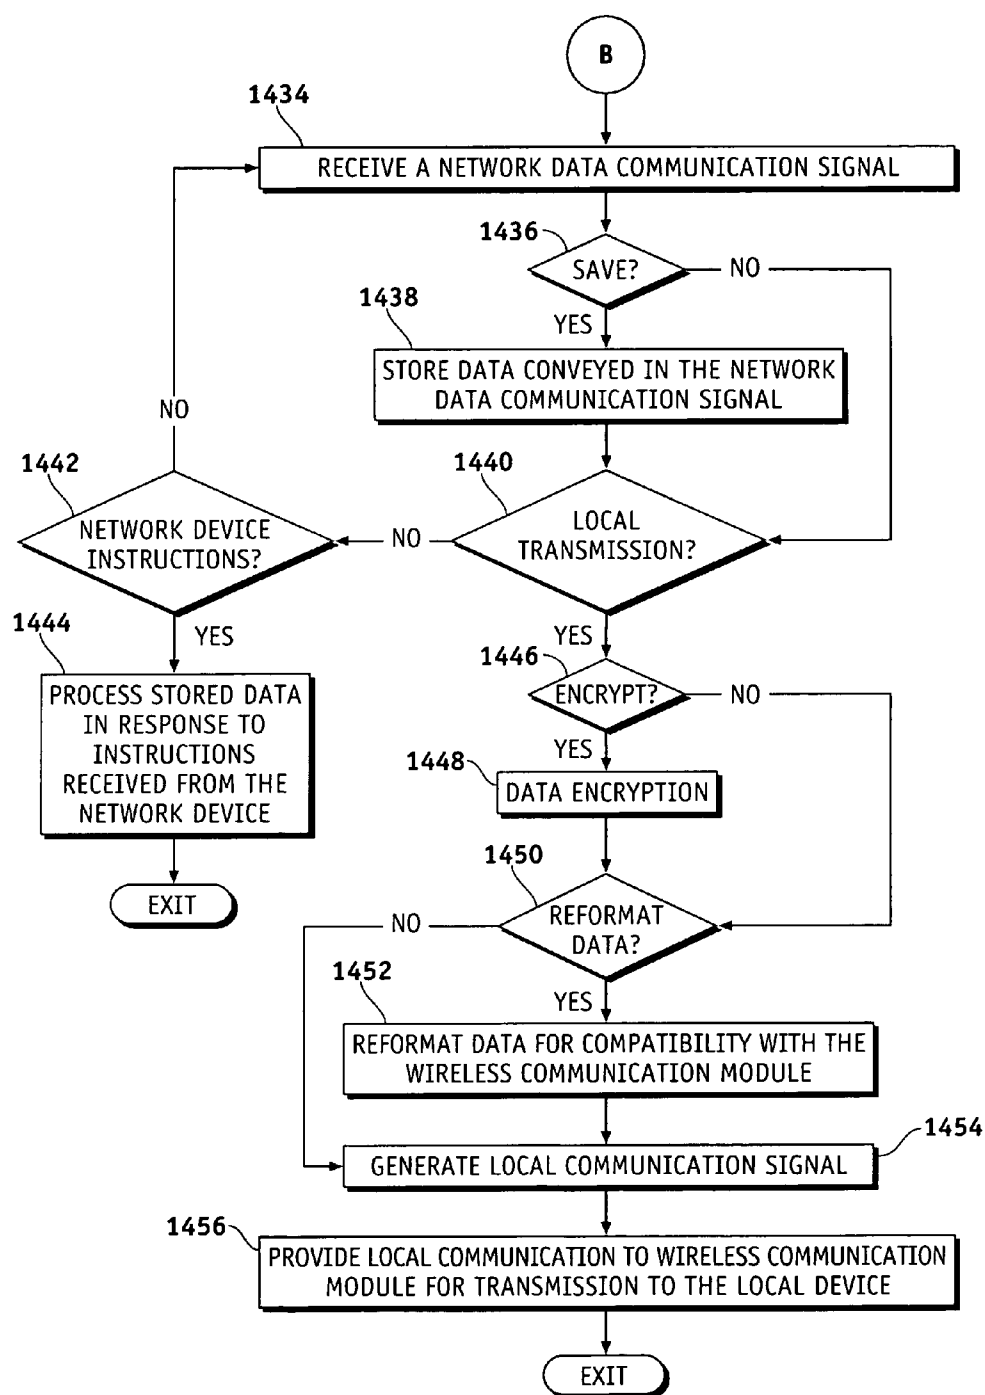 B
1434
RECEIVE A NETWORK DATA COMMUNICATION SIGNAL
1436
SAVE?
NO
YES
1438
STORE DATA CONVEYED IN THE NETWORK
DATA COMMUNICATION SIGNAL
NO
1442
NETWORK DEVICE
INSTRUCTIONS?
NO
1440
LOCAL
TRANSMISSION?
YES
1444
PROCESS STORED DATA
IN RESPONSE TO
INSTRUCTIONS
RECEIVED FROM THE
NETWORK DEVICE
EXIT
YES
1446
ENCRYPT?
NO
YES
1448
DATA ENCRYPTION
1450
REFORMAT
DATA?
NO
YES
1452
REFORMAT DATA FOR COMPATIBILITY WITH THE
WIRELESS COMMUNICATION MODULE
1454
GENERATE LOCAL COMMUNICATION SIGNAL
1456
PROVIDE LOCAL COMMUNICATION TO WIRELESS COMMUNICATION
MODULE FOR TRANSMISSION TO THE LOCAL DEVICE
EXIT